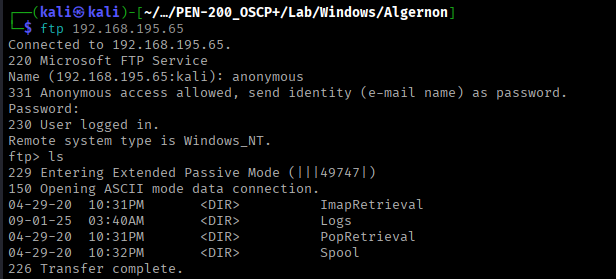 ┌──(kali㉿kali)-[~/…/PEN-200_OSCP+/Lab/Windows/Algernon]
└─$ ftp 192.168.195.65
Connected to 192.168.195.65.
220 Microsoft FTP Service
Name (192.168.195.65:kali): anonymous
331 Anonymous access allowed, send identity (e-mail name) as password.
Password:
230 User logged in.
Remote system type is Windows_NT.
ftp> ls
229 Entering Extended Passive Mode (|||49747|)
150 Opening ASCII mode data connection.
04-29-20  10:31PM       <DIR>          ImapRetrieval
09-01-25  03:40AM       <DIR>          Logs
04-29-20  10:31PM       <DIR>          PopRetrieval
04-29-20  10:32PM       <DIR>          Spool
226 Transfer complete.